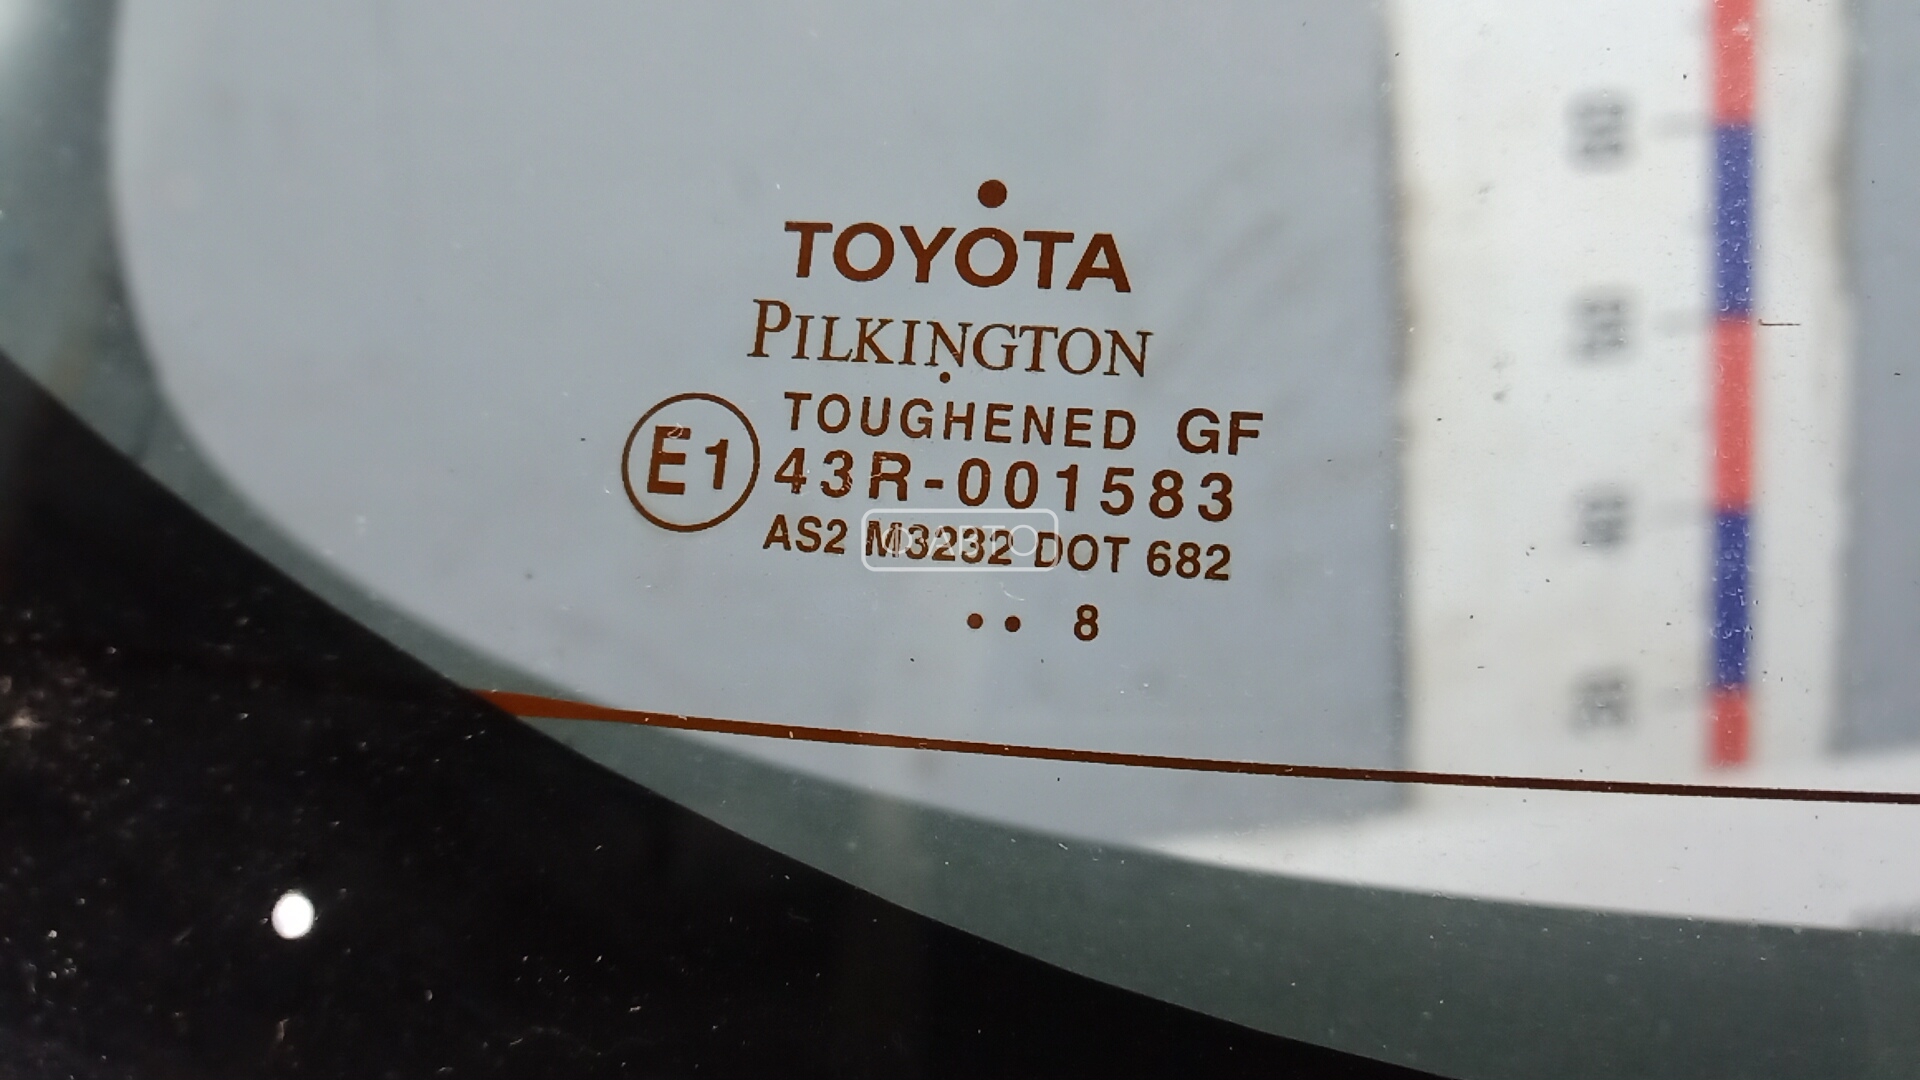 TOYOTA
PILKINGTON
TOUGHENED GF
E1 43R-001583
AS2 M3232 DOT 682
.. 8